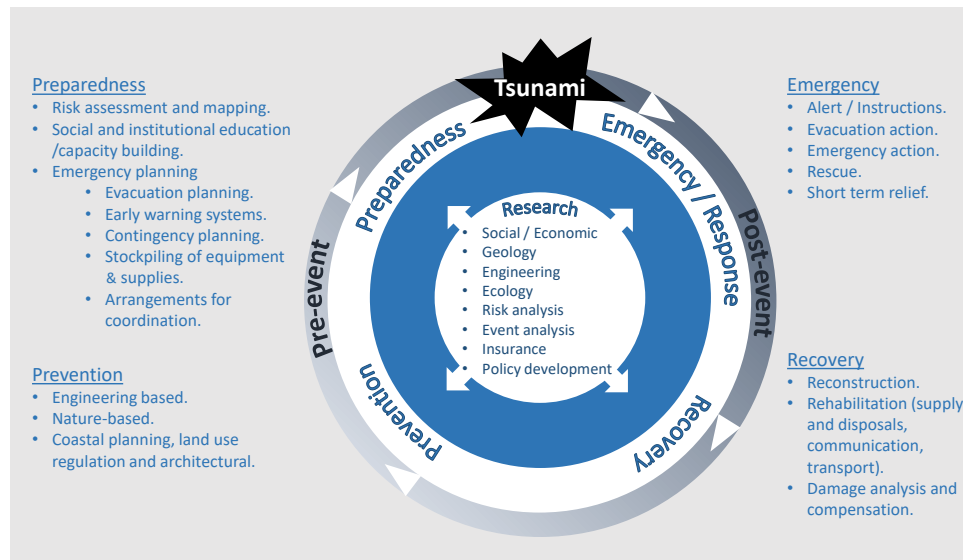 Preparedness
• Risk assessment and mapping.
• Social and institutional education
/capacity building.
• Emergency planning
• Evacuation planning.
• Early warning systems.
• Contingency planning.
• Stockpiling of equipment
& supplies.
• Arrangements for
coordination.
Prevention
• Engineering based.
• Nature-based.
• Coastal planning, land use
regulation and architectural.
Tsunami
Pre-event
Post-event
Preparedness
Emergency / Response
Prevention
Recovery
Research
• Social / Economic
• Geology
• Engineering
• Ecology
• Risk analysis
• Event analysis
• Insurance
• Policy development
Emergency
• Alert / Instructions.
• Evacuation action.
• Emergency action.
• Rescue.
• Short term relief.
Recovery
• Reconstruction.
• Rehabilitation (supply
and disposals,
communication,
transport).
• Damage analysis and
compensation.